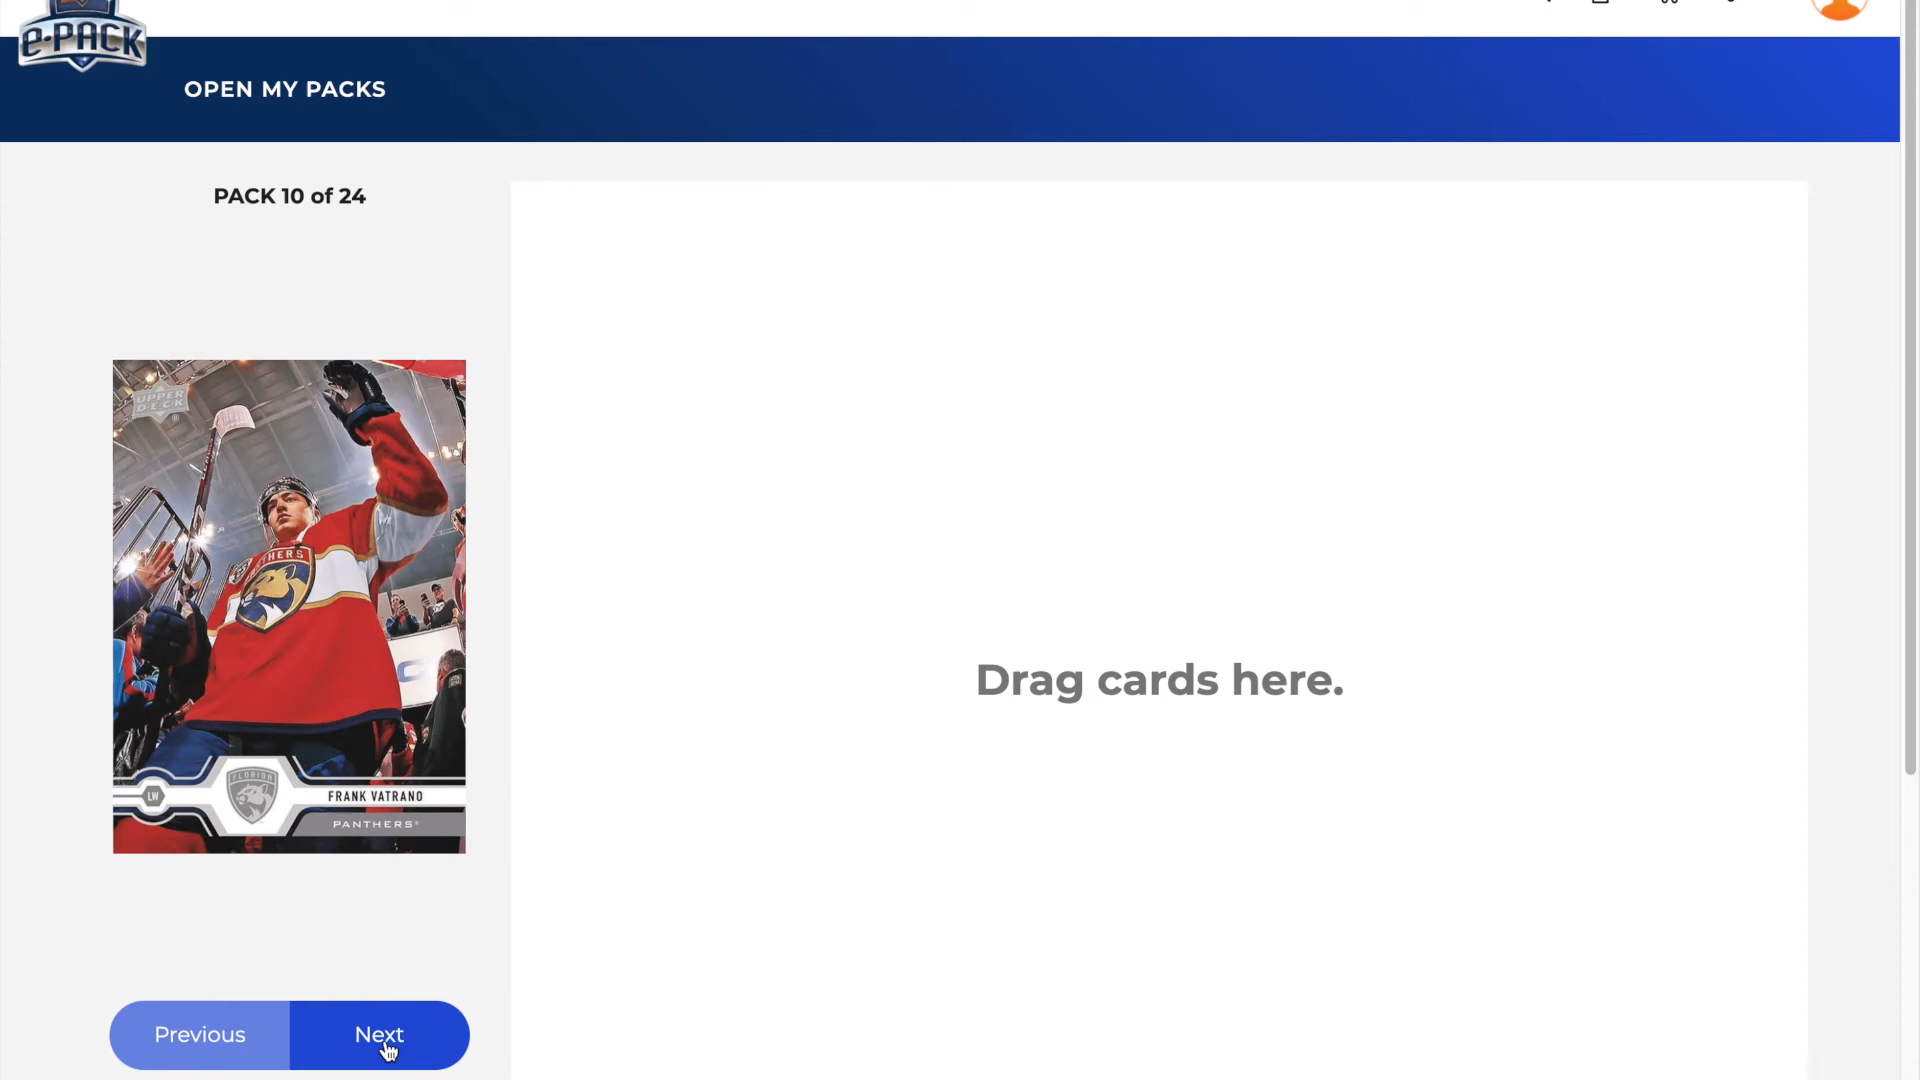 e·PACK
OPEN MY PACKS
PACK 10 of 24
UPPER
D·E·C·K
THERS
FLORIDA
LW
FRANK VATRANO
PANTHERS®
Drag cards here.
Previous
Next